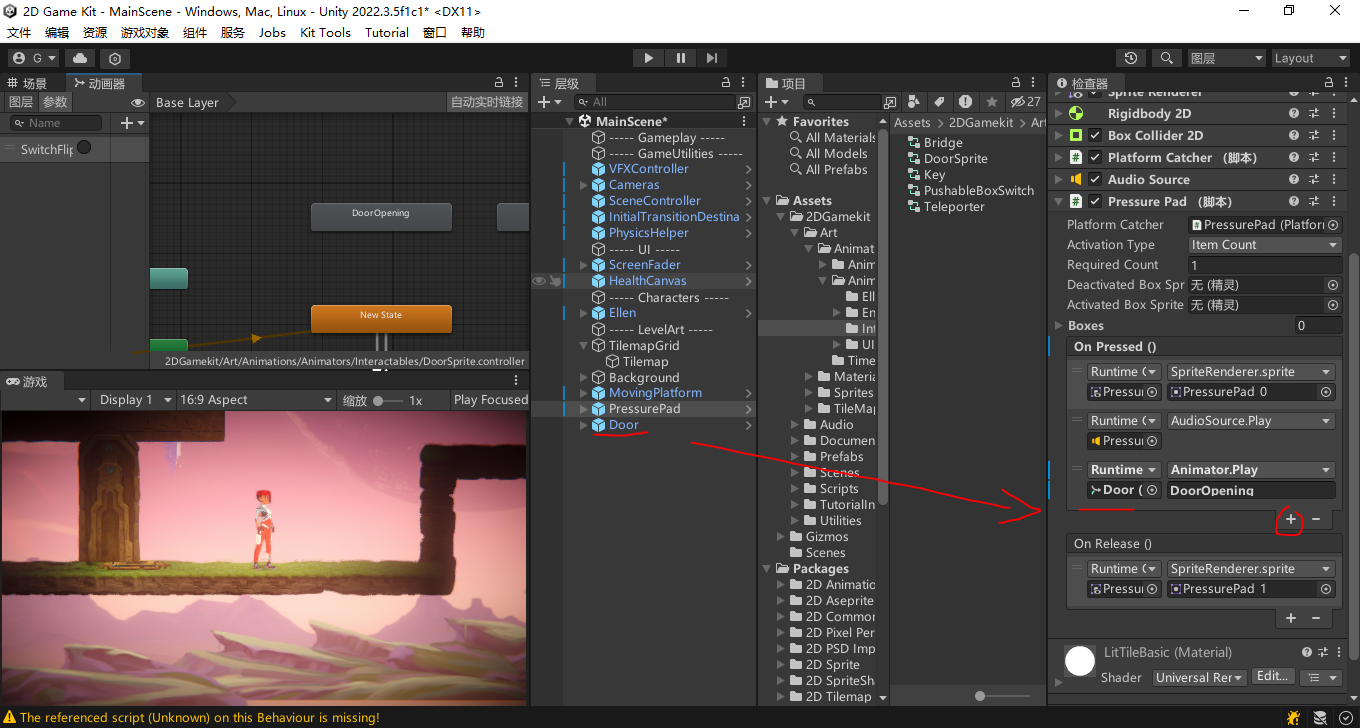 2D Game Kit - MainScene - Windows, Mac, Linux - Unity 2022.3.5f1c1* <DX11>
文件 编辑 资源 游戏对象 组件 服务 Jobs Kit Tools Tutorial 窗口 帮助
G
图层
Layout
场景
动画器
图层 参数
Base Layer
自动实时链接
Name
SwitchFlip
DoorOpening
New State
2DGamekit/Art/Animations/Animators/Interactables/DoorSprite.controller
游戏
Display 1
16:9 Aspect
缩放
1x
Play Focused
层级
All
MainScene*
----- Gameplay -----
----- GameUtilities -----
VFXController
Cameras
SceneController
InitialTransitionDestina
PhysicsHelper
----- UI -----
ScreenFader
HealthCanvas
----- Characters -----
Ellen
----- LevelArt -----
TilemapGrid
Tilemap
Background
MovingPlatform
PressurePad
Door
项目
27
Favorites
All Materials
All Models
All Prefabs
Assets
2DGamekit
Art
Animat
Anim
Anim
Ell
En
Int
UI
Time
Materia
Sprites
TileMap
Audio
Documen
Prefabs
Scenes
Scripts
TutorialIn
Utilities
Gizmos
Scenes
Packages
2D Animatio
2D Aseprite
2D Common
2D Pixel Per
2D PSD Imp
2D Sprite
2D SpriteSha
2D Tilemap
Assets
2DGamekit
Art
Bridge
DoorSprite
Key
PushableBoxSwitch
Teleporter
检查器
Sprite Renderer
Rigidbody 2D
Box Collider 2D
Platform Catcher （脚本）
Audio Source
Pressure Pad （脚本）
Platform Catcher
PressurePad (Platform
Activation Type
Item Count
Required Count
1
Deactivated Box Spr
无 (精灵)
Activated Box Sprite
无 (精灵)
Boxes
0
On Pressed ()
Runtime
SpriteRenderer.sprite
Pressur
PressurePad_0
Runtime
AudioSource.Play
Pressur
Runtime
Animator.Play
Door (
DoorOpening
On Release ()
Runtime
SpriteRenderer.sprite
Pressur
PressurePad_1
LitTileBasic (Material)
Shader
Universal Rer
Edit...
The referenced script (Unknown) on this Behaviour is missing!